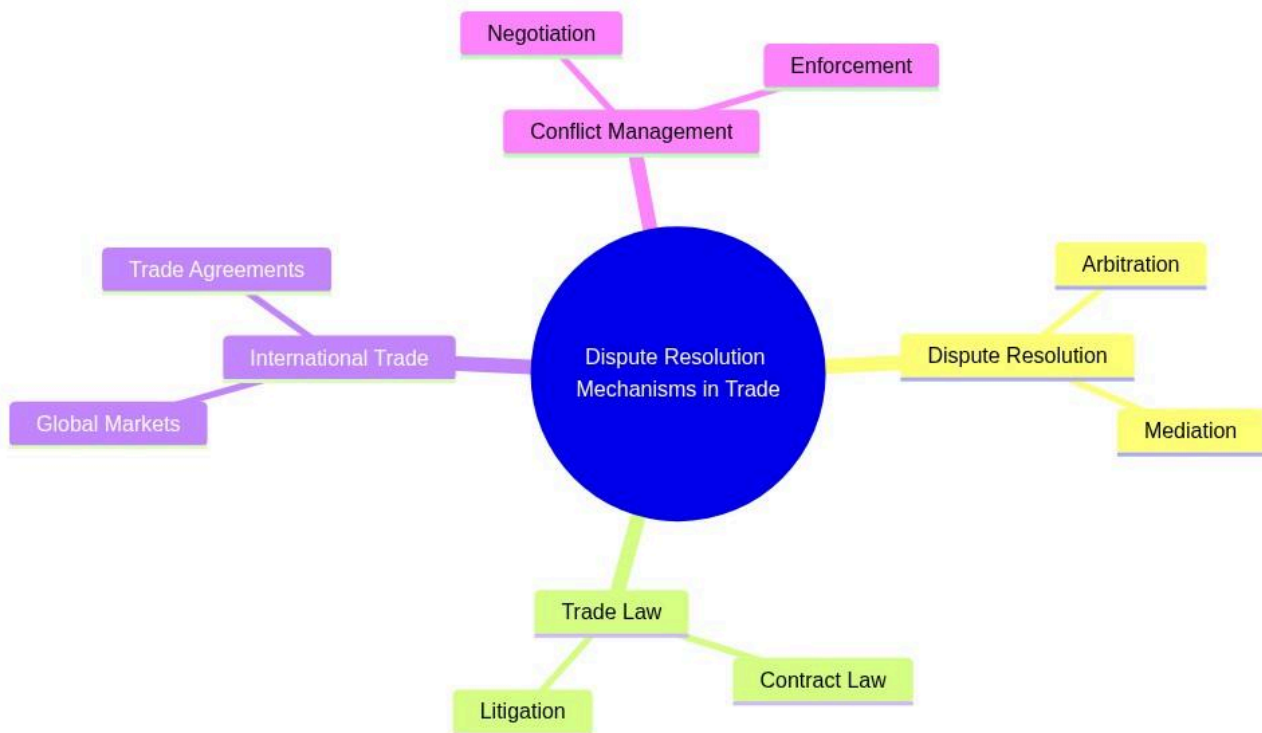 Negotiation
Enforcement
Conflict Management
Trade Agreements
Arbitration
International Trade
Dispute Resolution
Mechanisms in Trade
Dispute Resolution
Global Markets
Mediation
Trade Law
Contract Law
Litigation